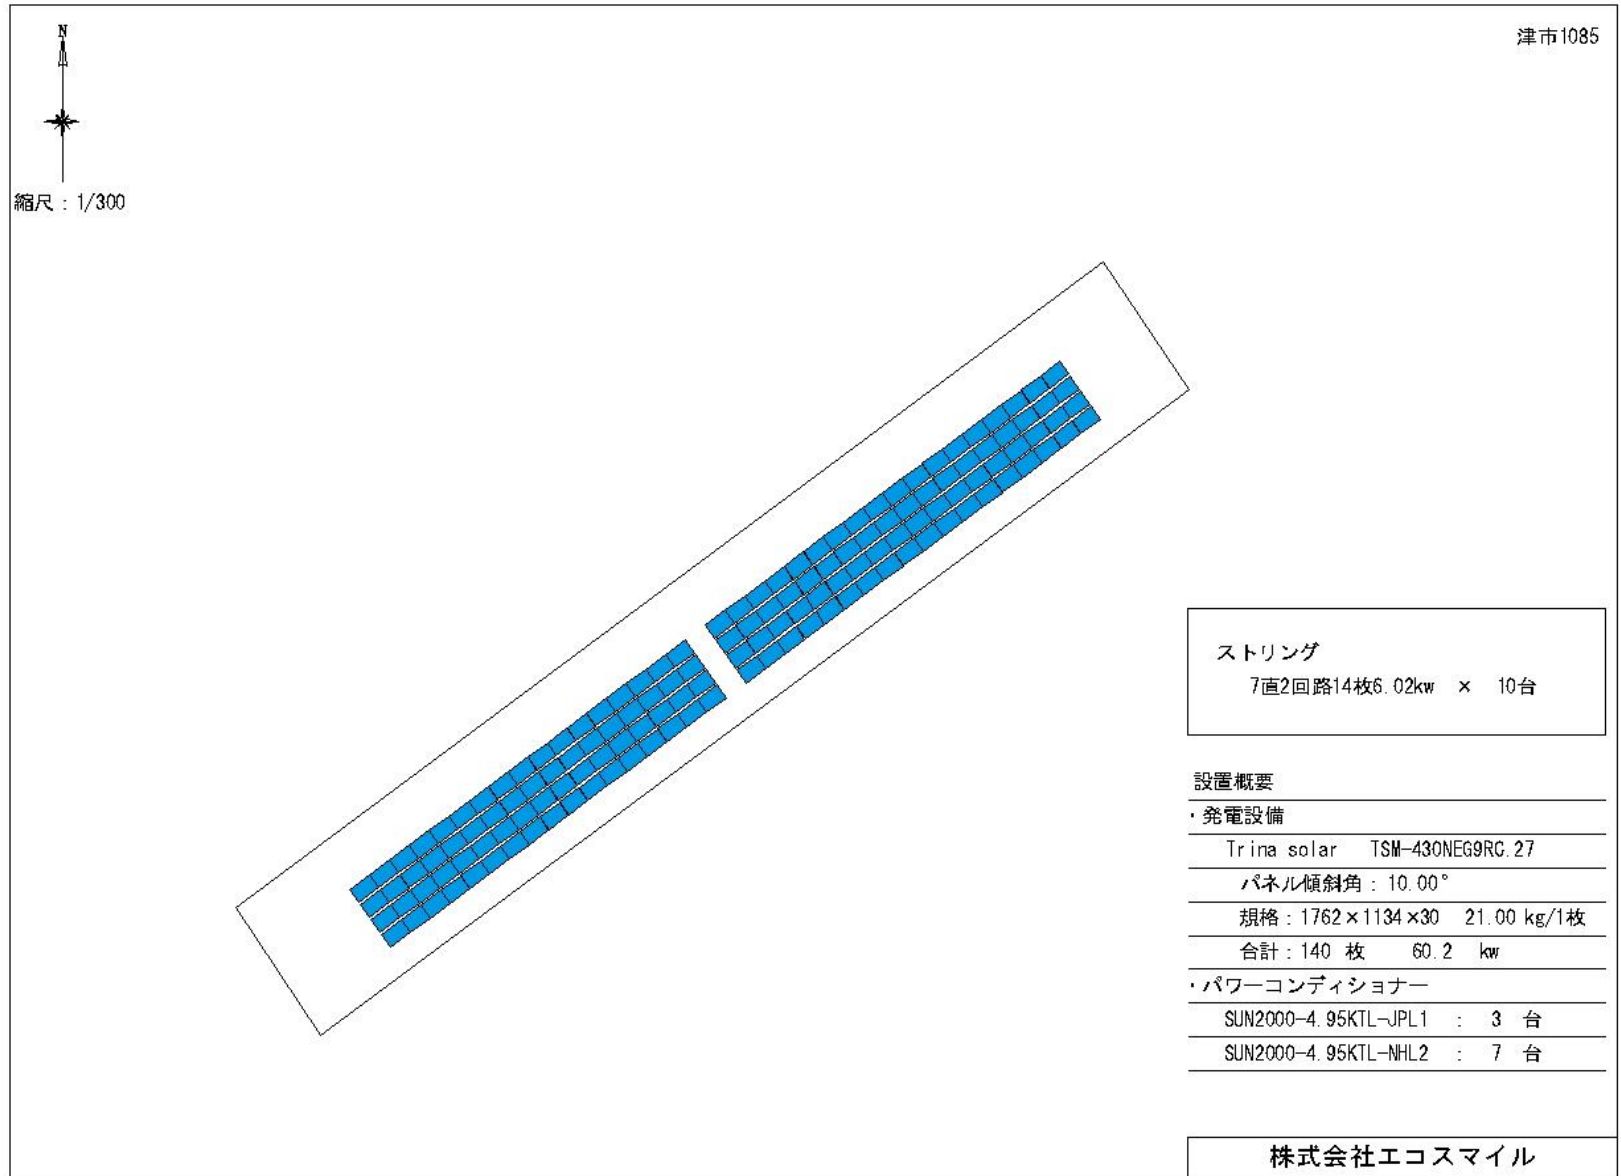 N
津市1085
縮尺：1/300
ストリング
7直2回路14枚6.02kw × 10台
設置概要
・発電設備
Trina solar TSM-430NEG9RC.27
パネル傾斜角：10.00°
規格：1762×1134×30 21.00 kg/1枚
合計：140 枚 60.2 kw
・パワーコンディショナー
SUN2000-4.95KTL-JPL1 : 3 台
SUN2000-4.95KTL-NHL2 : 7 台
株式会社エコスマイル